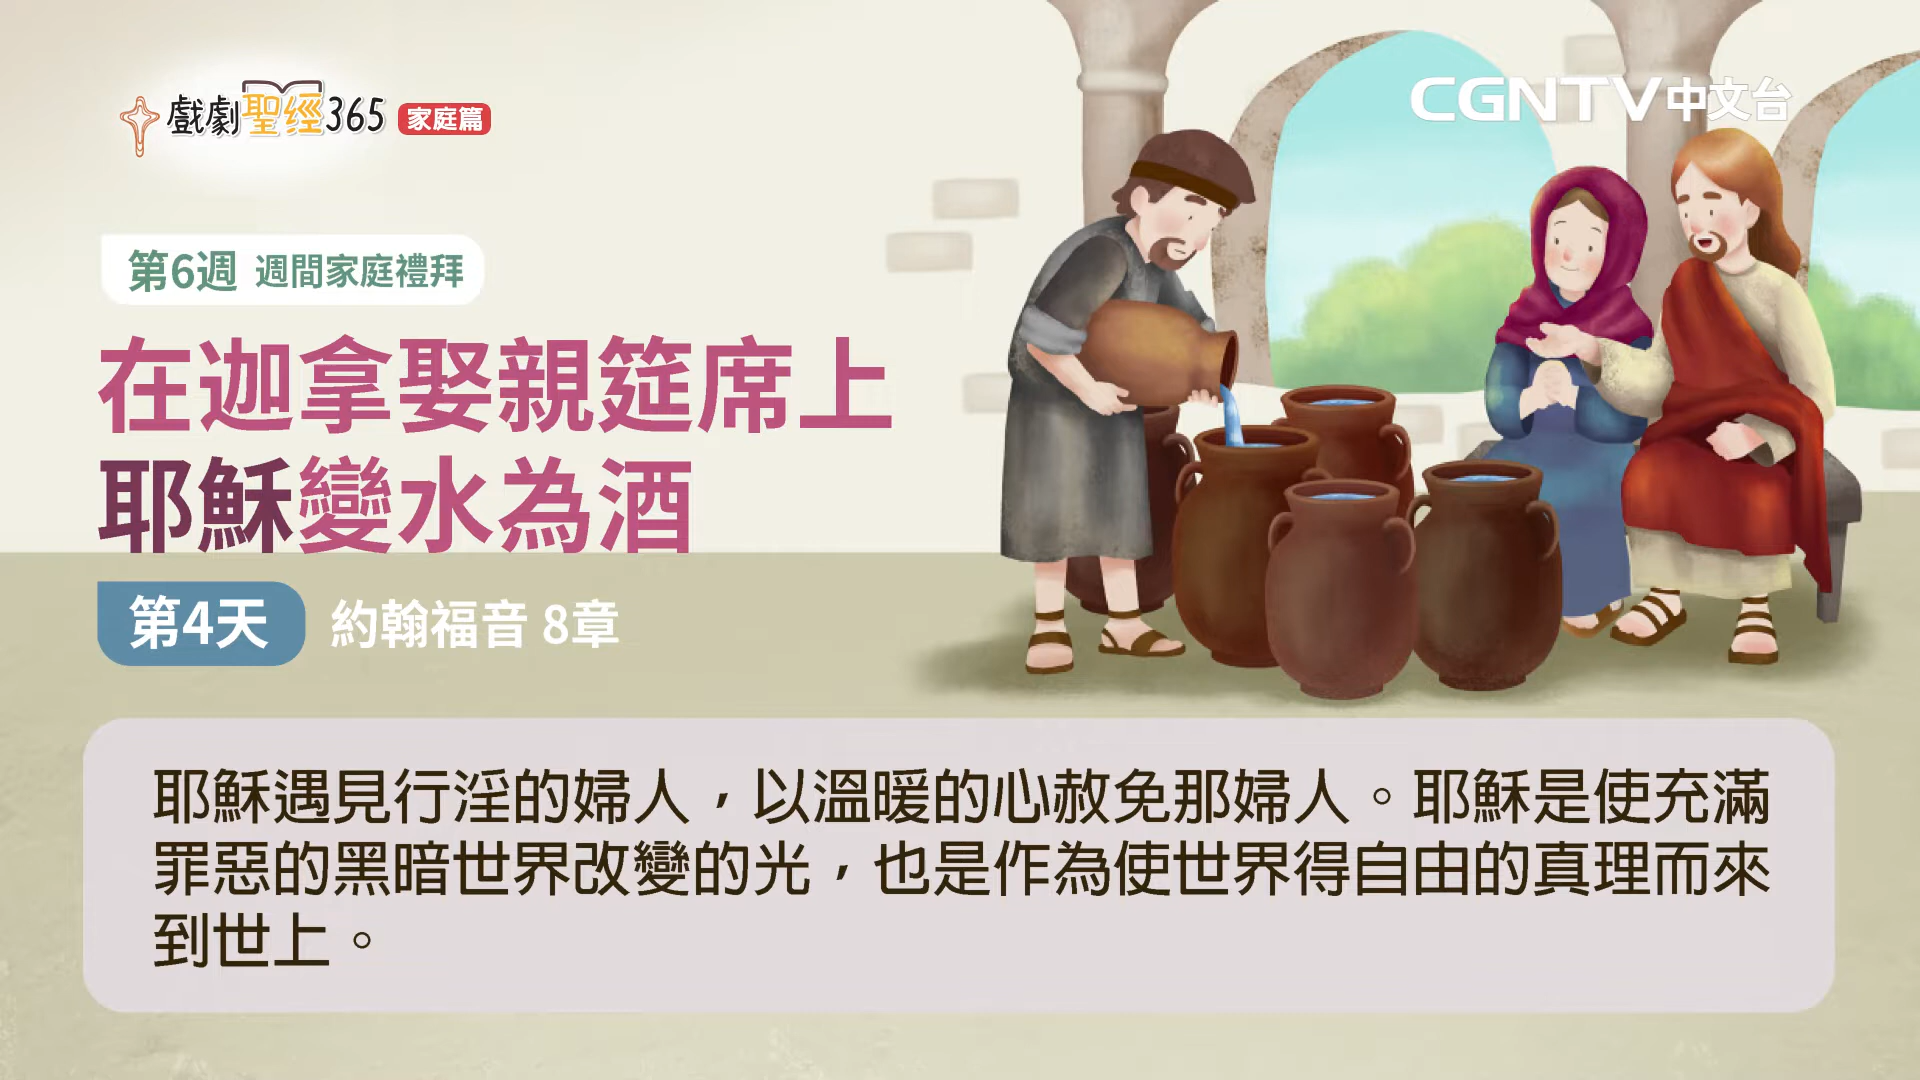 戲劇聖經365 家庭篇
CGNTV中文台
第6週 週間家庭禮拜
在迦拿娶親筵席上
耶穌變水為酒
第4天 約翰福音 8章
耶穌遇見行淫的婦人，以溫暖的心赦免那婦人。耶穌是使充滿
罪惡的黑暗世界改變的光，也是作為使世界得自由的真理而來
到世上。